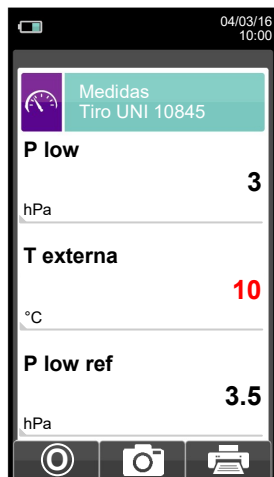 04/03/16
10:00
Medidas
Tiro UNI 10845
P low
3
hPa
T externa
10
°C
P low ref
3.5
hPa